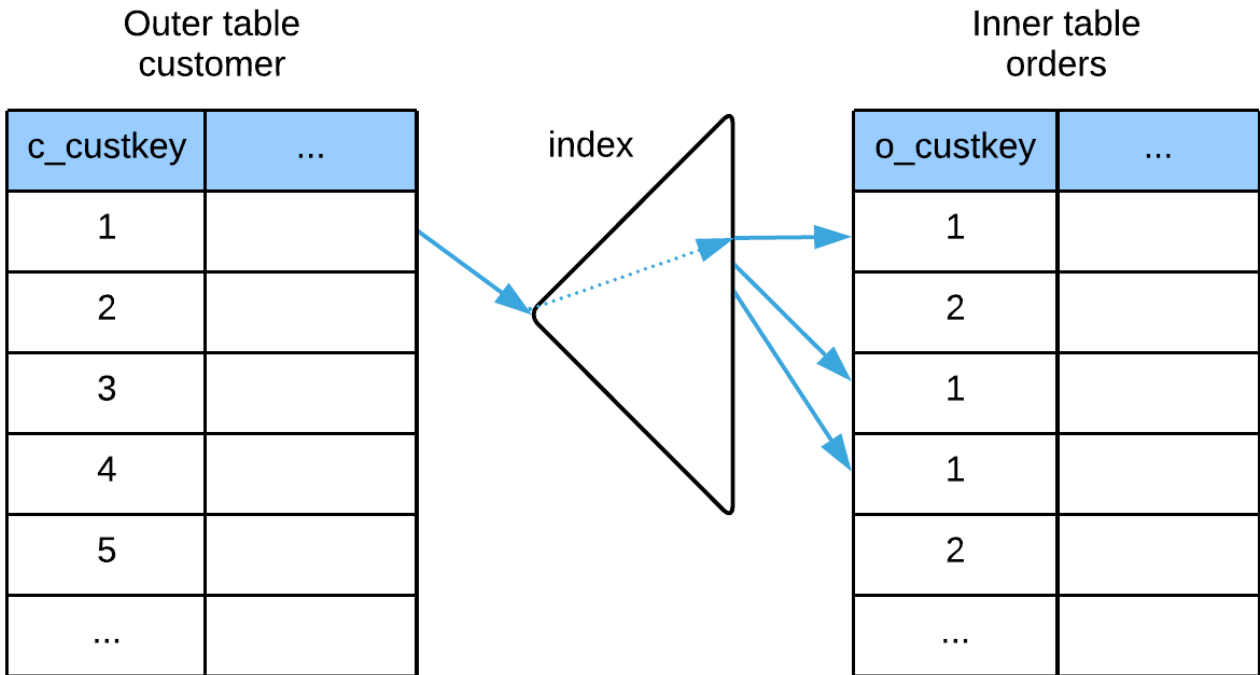 Outer table
customer
Inner table
orders
index
c_custkey ...
1
2
3
4
5
...
o_custkey ...
1
2
1
1
2
...